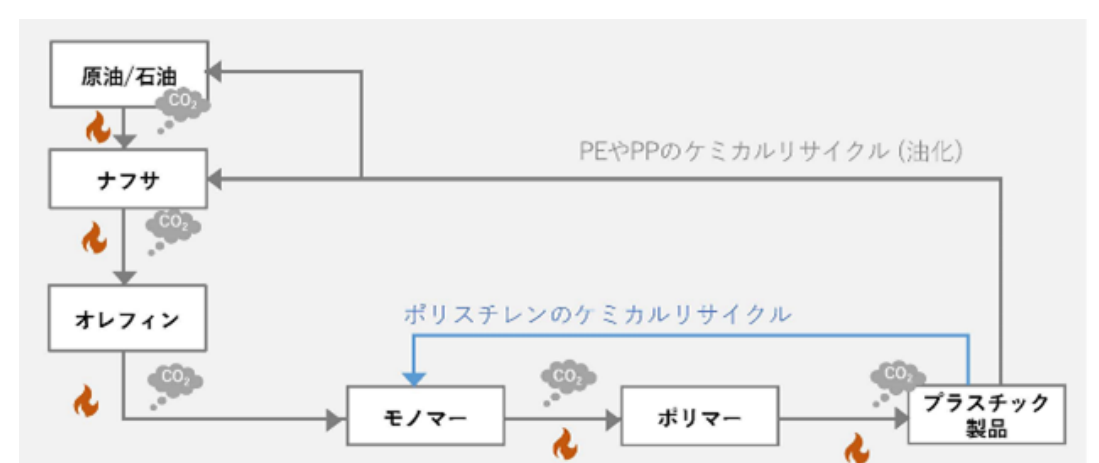 原油/石油
CO₂
PEやPPのケミカルリサイクル (油化)
ナフサ
CO₂
オレフィン
ポリスチレンのケミカルリサイクル
CO₂
CO₂
CO₂
モノマー
ポリマー
プラスチック
製品